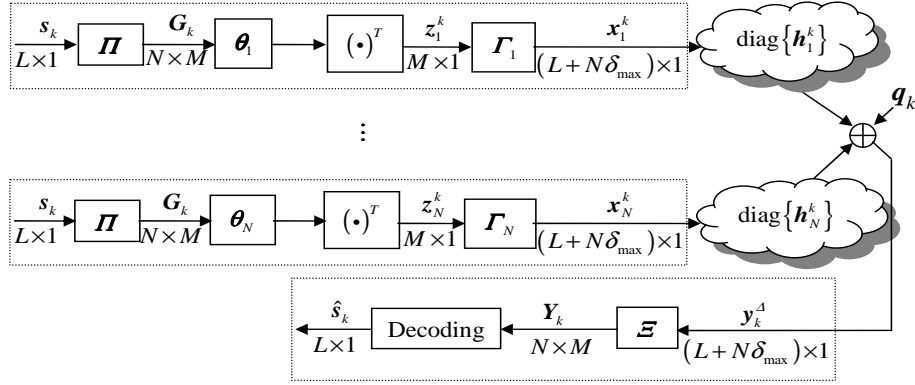 s_k L×1 Π G_k N×M θ_1 (•)^T z_1^k M×1 Γ_1 x_1^k (L+Nδ_max)×1 diag{h_1^k}
q_k
⋮
s_k L×1 Π G_k N×M θ_N (•)^T z_N^k M×1 Γ_N x_N^k (L+Nδ_max)×1 diag{h_N^k}
ŝ_k L×1 Decoding Y_k N×M Ξ y_k^Δ (L+Nδ_max)×1